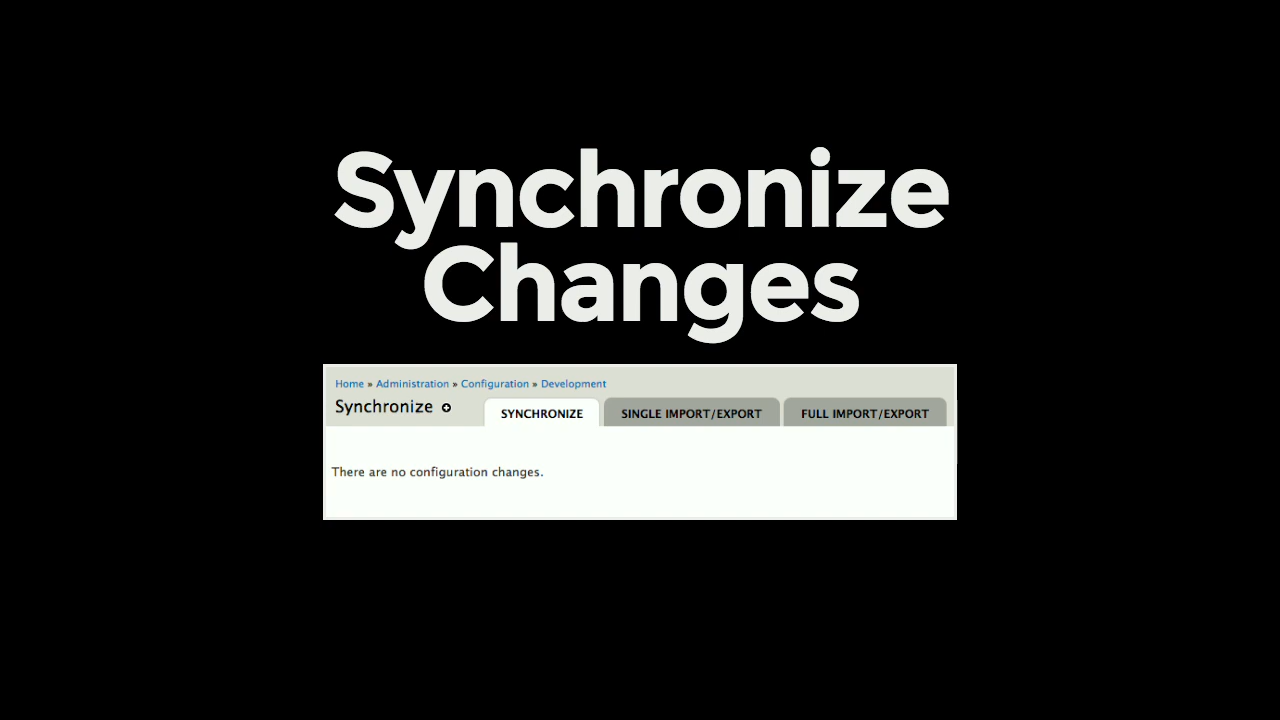 Synchronize
Changes
Home » Administration » Configuration » Development
Synchronize
SYNCHRONIZE SINGLE IMPORT/EXPORT FULL IMPORT/EXPORT
There are no configuration changes.